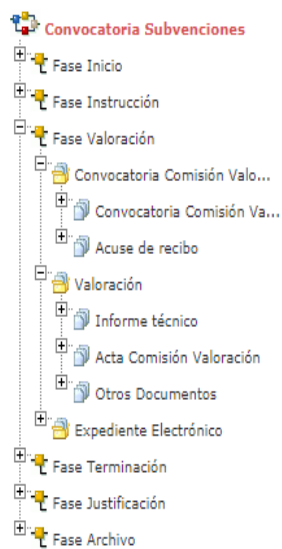 Convocatoria Subvenciones
Fase Inicio
Fase Instrucción
Fase Valoración
Convocatoria Comisión Valo...
Convocatoria Comisión Va...
Acuse de recibo
Valoración
Informe técnico
Acta Comisión Valoración
Otros Documentos
Expediente Electrónico
Fase Terminación
Fase Justificación
Fase Archivo